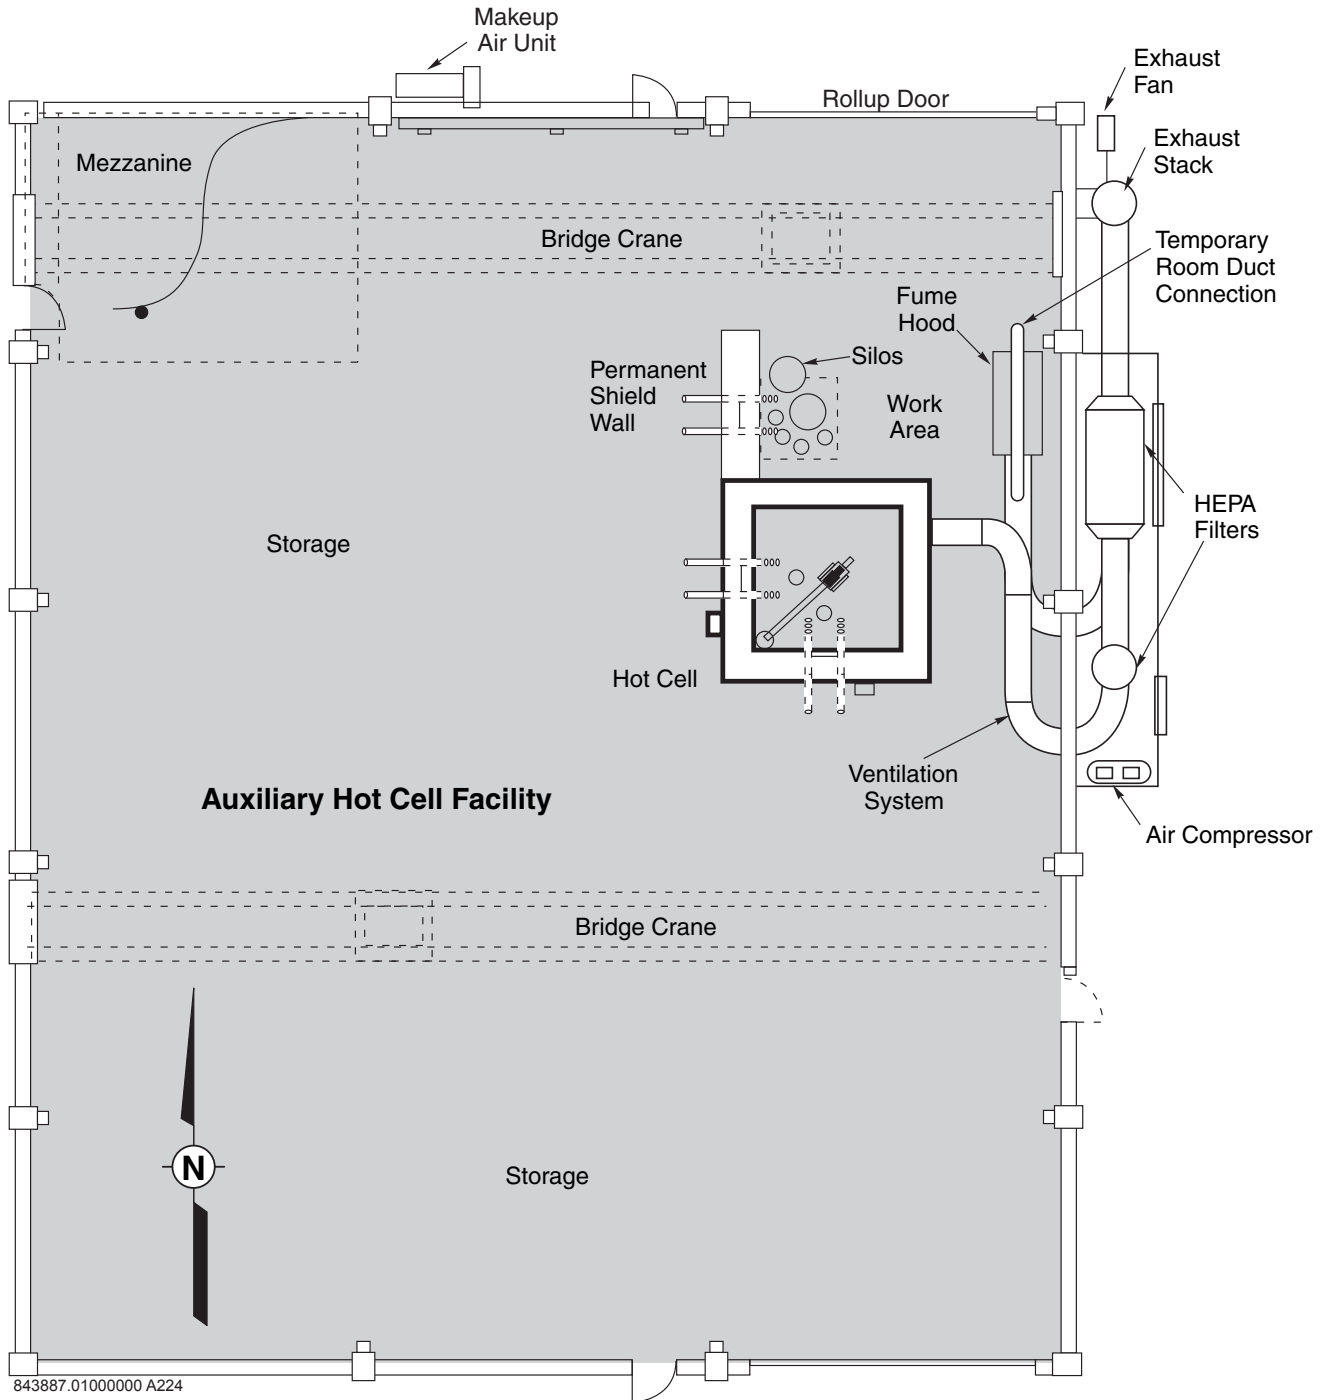 Makeup
Air Unit
Exhaust
Fan
Rollup Door
Exhaust
Stack
Mezzanine
Bridge Crane
Temporary
Room Duct
Connection
Fume
Hood
Silos
Permanent
Shield
Wall
Work
Area
HEPA
Filters
Storage
Hot Cell
Ventilation
System
Auxiliary Hot Cell Facility
Air Compressor
Bridge Crane
N
Storage
843887.01000000 A224